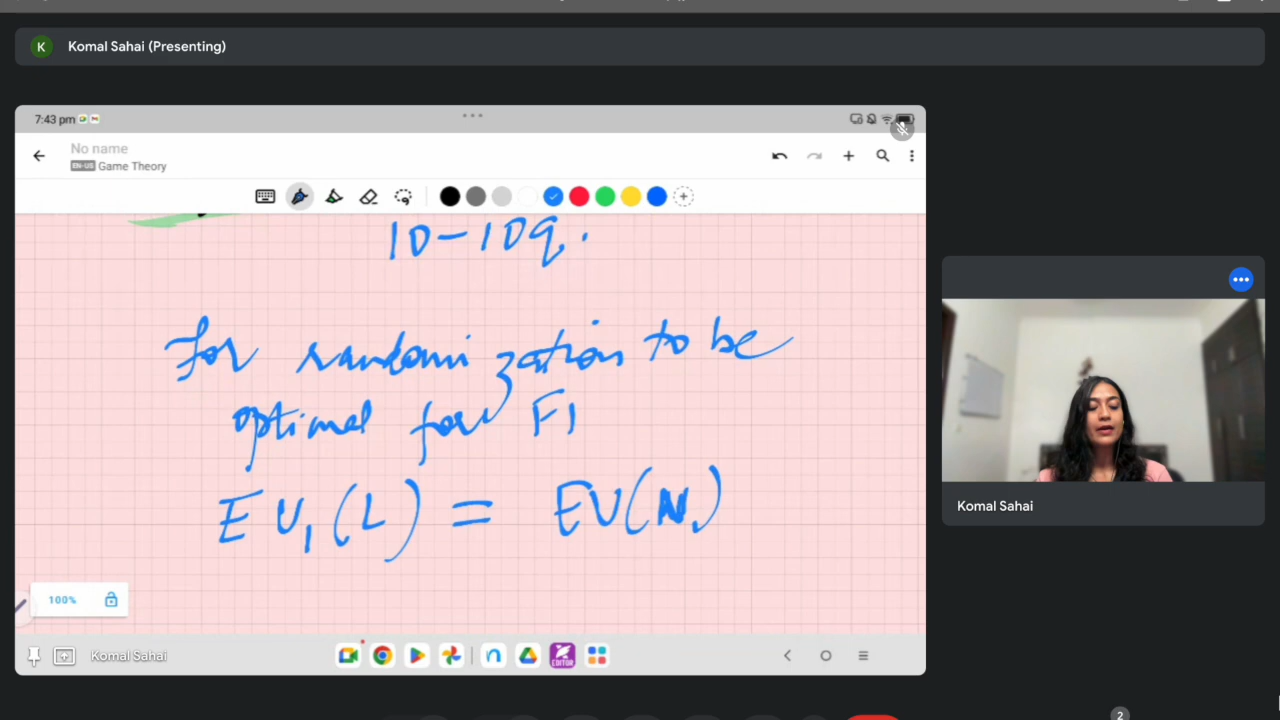 K Komal Sahai (Presenting)
7:43 pm
No name
EN-US Game Theory
10-10q.
For randomization to be
optimal for F1
EU₁(L) = EU(N)
100%
Komal Sahai
EDITOR
Komal Sahai
2